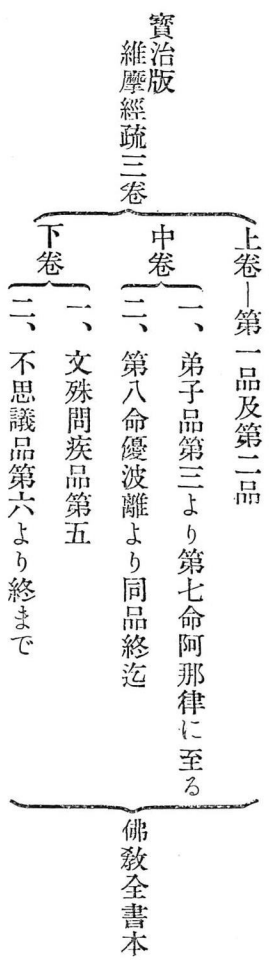 寶治版
維摩經疏三卷
上卷―第一品及第二品
中卷
一、弟子品第三より第七命阿那律に至る
二、第八命優波離より同品終迄
下卷
一、文殊問疾品第五
二、不思議品第六より終まで
佛敎全書本